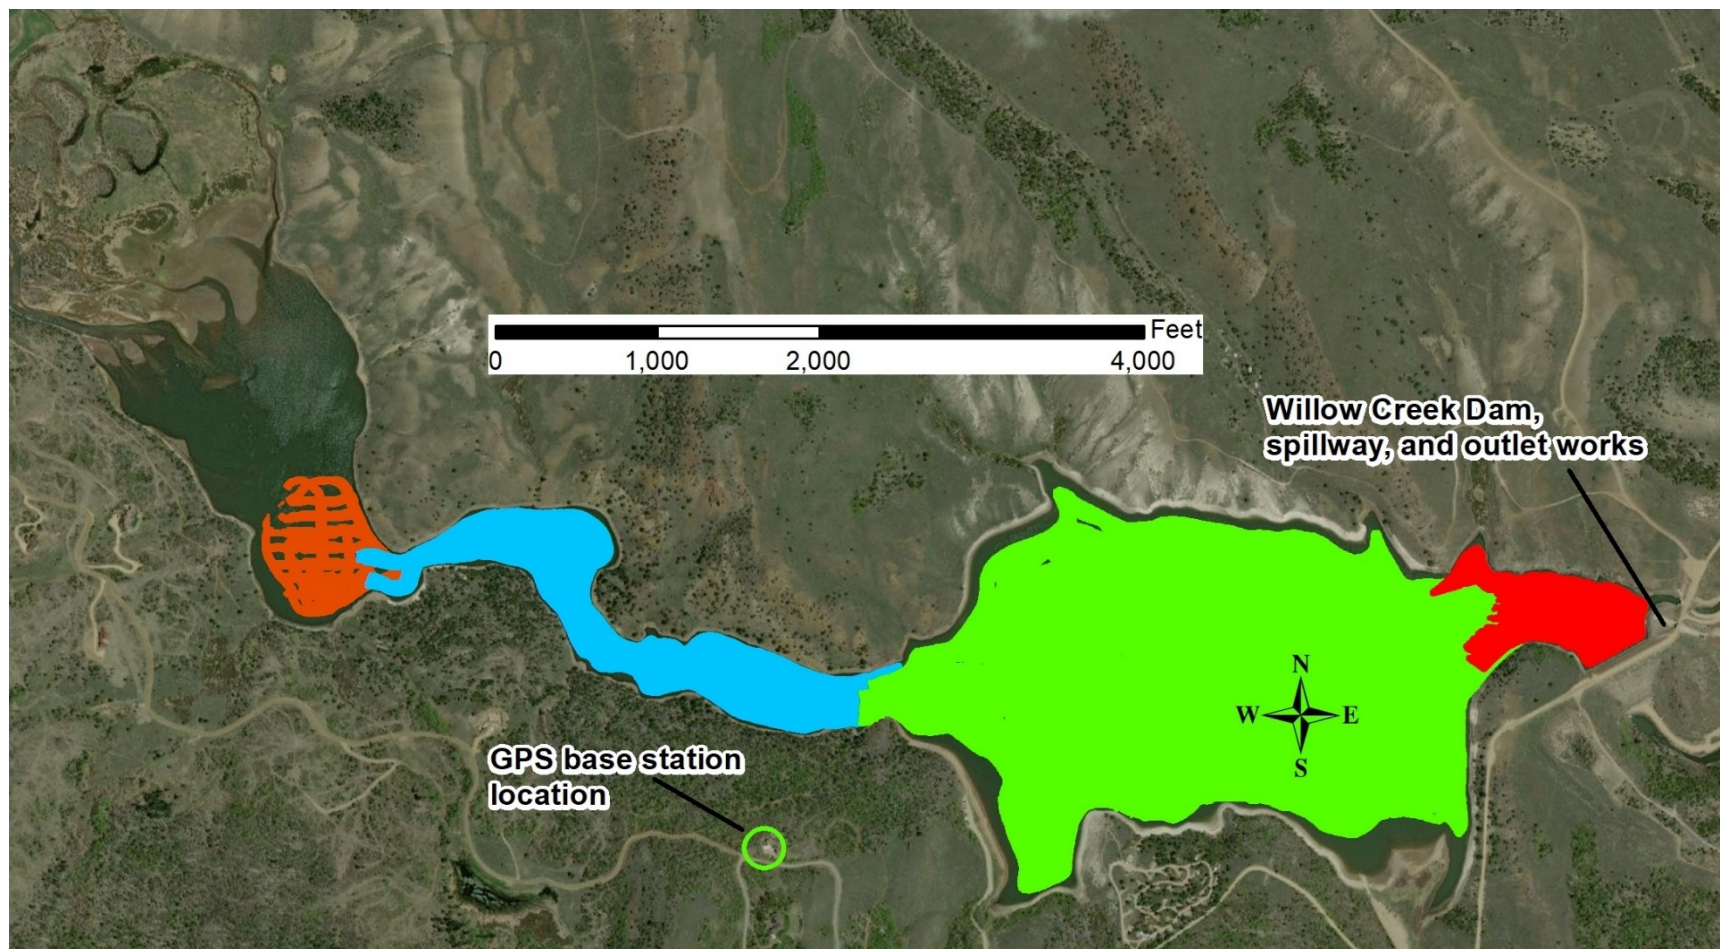 Feet
0 1,000 2,000 4,000
Willow Creek Dam,
spillway, and outlet works
N
W E
S
GPS base station
location